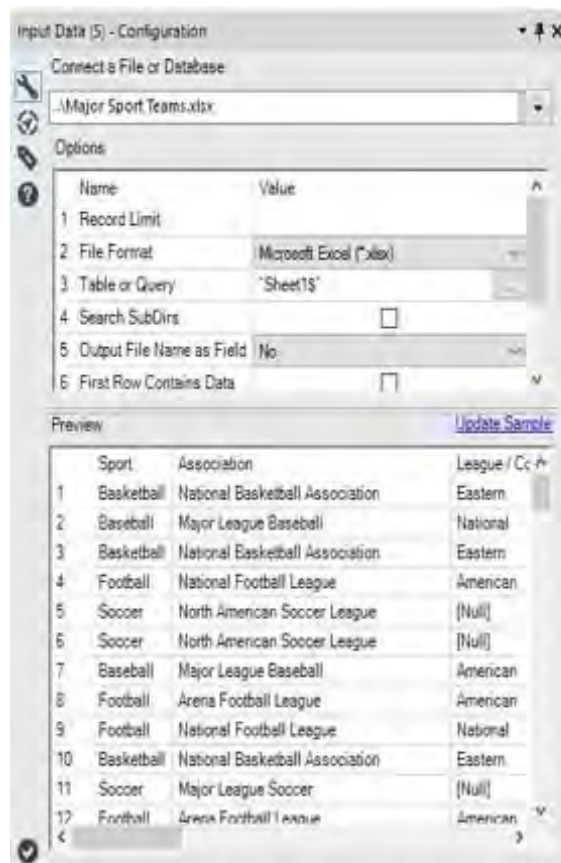 Input Data (5) - Configuration
Connect a File or Database
..\Major Sport Teams.xlsx
Options
Name Value
1 Record Limit
2 File Format Microsoft Excel (*.xlsx)
3 Table or Query `Sheet1$` ...
4 Search SubDirs
5 Output File Name as Field No
6 First Row Contains Data
Preview Update Sample
Sport Association League / Co
1 Basketball National Basketball Association Eastern
2 Baseball Major League Baseball National
3 Basketball National Basketball Association Eastern
4 Football National Football League American
5 Soccer North American Soccer League [Null]
6 Soccer North American Soccer League [Null]
7 Baseball Major League Baseball American
8 Football Arena Football League American
9 Football National Football League National
10 Basketball National Basketball Association Eastern
11 Soccer Major League Soccer [Null]
12 Football Arena Football League American